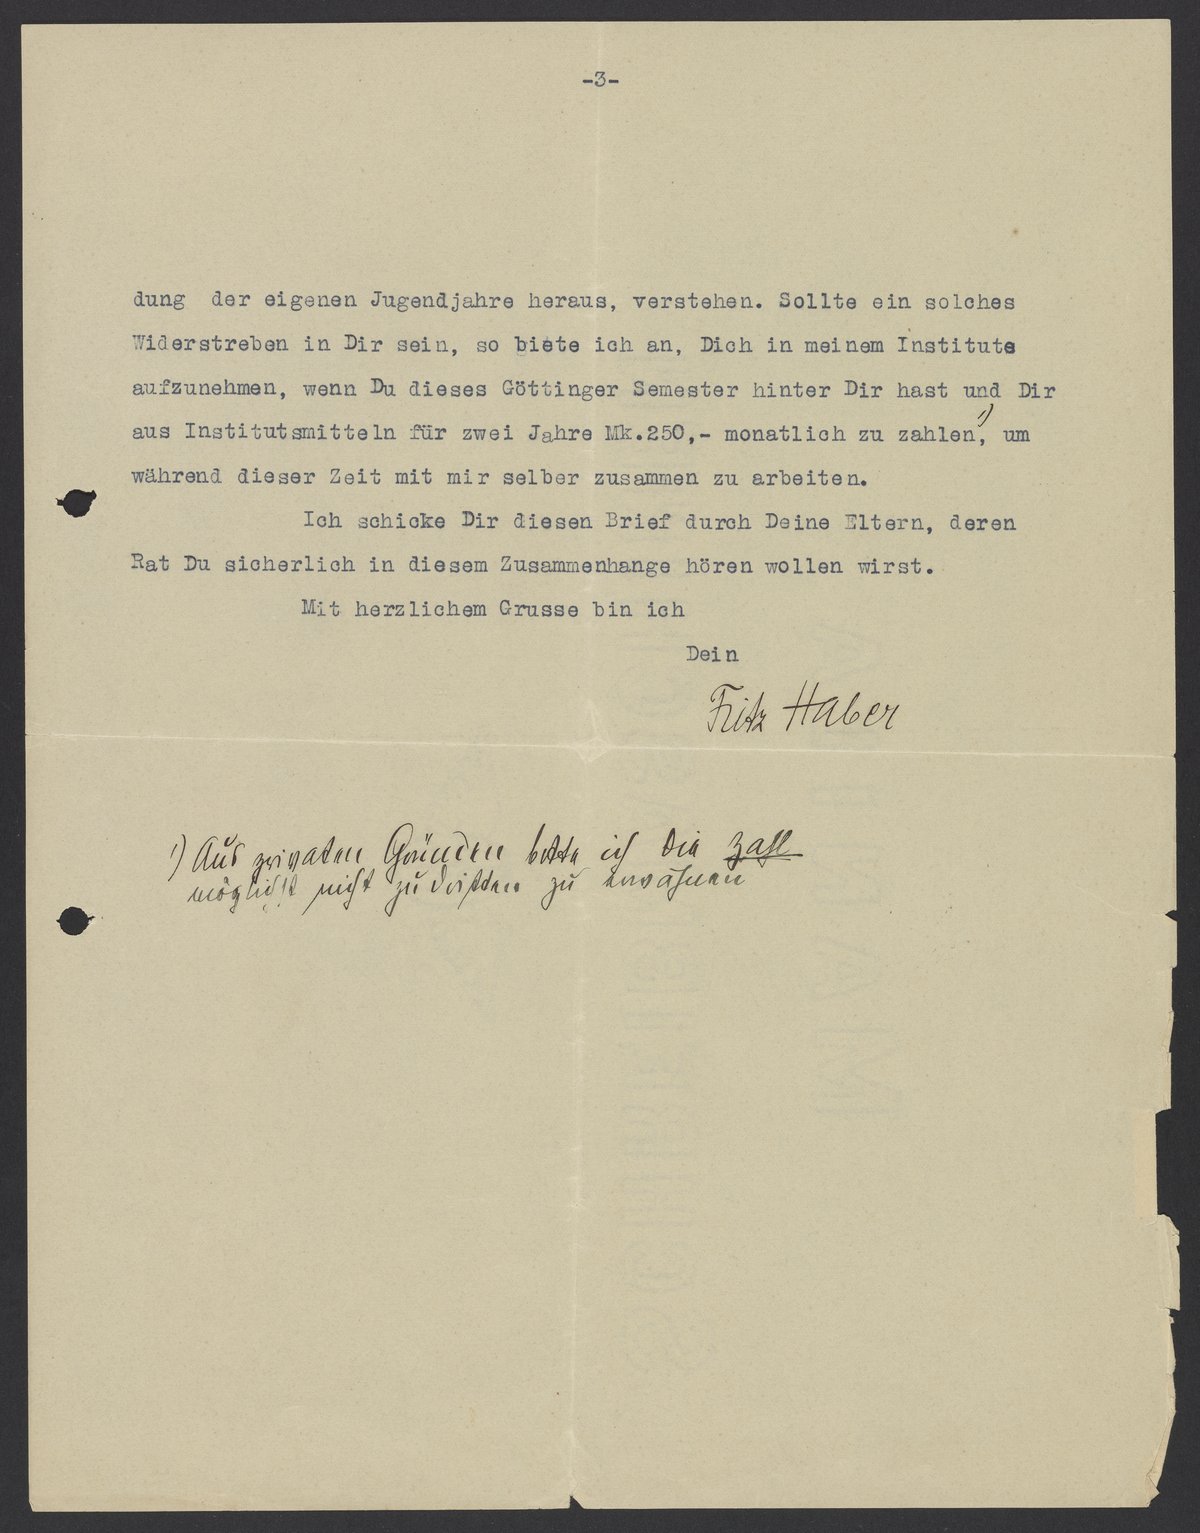 -3-
dung der eigenen Jugendjahre heraus, verstehen. Sollte ein solches
Widerstreben in Dir sein, so biete ich an, Dich in meinem Institute
aufzunehmen, wenn Du dieses Göttinger Semester hinter Dir hast und Dir
aus Institutsmitteln für zwei Jahre Mk.250,- monatlich zu zahlen¹⁾, um
während dieser Zeit mit mir selber zusammen zu arbeiten.
Ich schicke Dir diesen Brief durch Deine Eltern, deren
Rat Du sicherlich in diesem Zusammenhange hören wollen wirst.
Mit herzlichem Grusse bin ich
Dein
Fritz Haber
¹⁾ Aus privaten Gründen bitte ich die Zahl
möglichst nicht zu dritten zu erwähnen